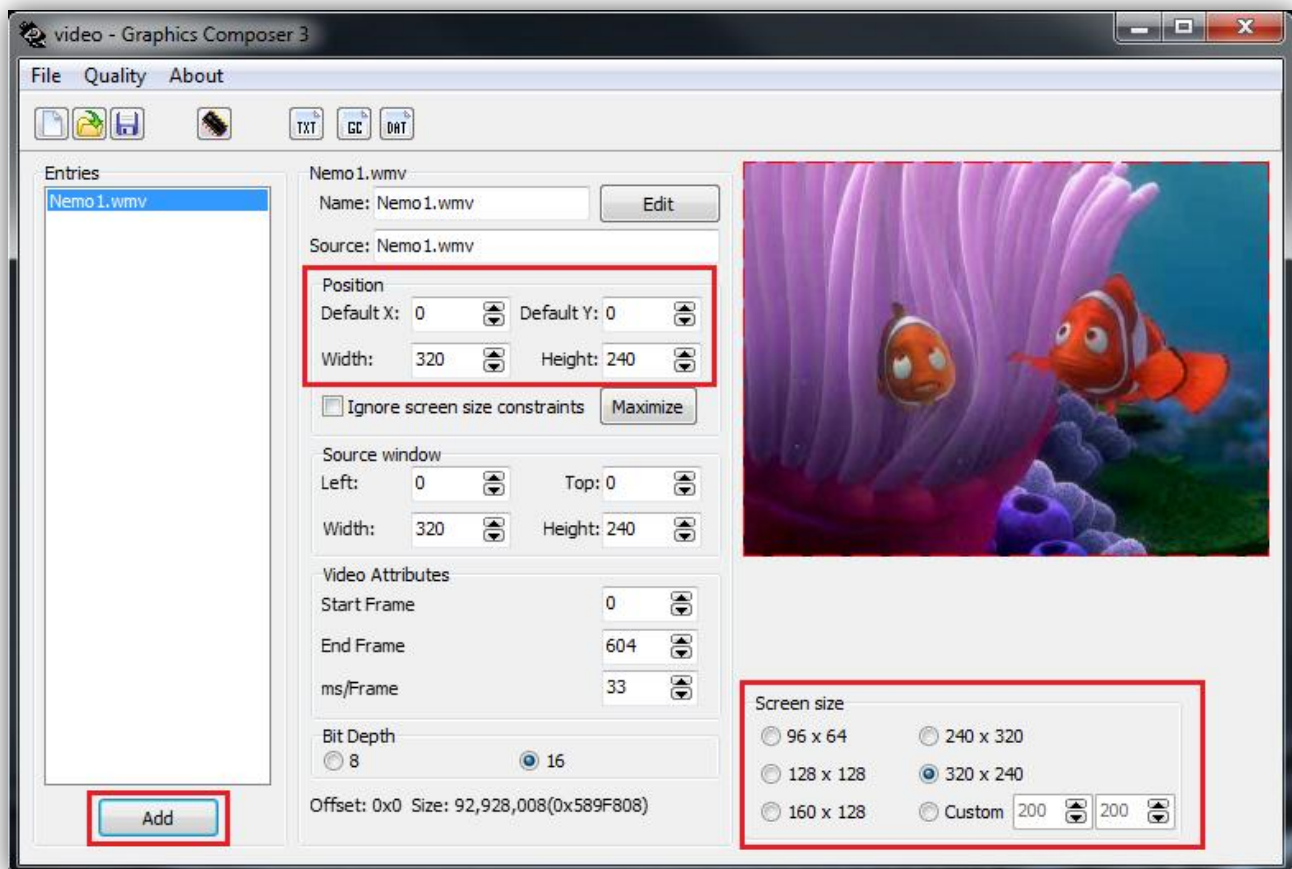 video - Graphics Composer 3
File Quality About
TXT GC DAT
Entries
Nemo1.wmv
Add
Nemo1.wmv
Name: Nemo1.wmv Edit
Source: Nemo1.wmv
Position
Default X: 0 Default Y: 0
Width: 320 Height: 240
Ignore screen size constraints Maximize
Source window
Left: 0 Top: 0
Width: 320 Height: 240
Video Attributes
Start Frame 0
End Frame 604
ms/Frame 33
Bit Depth
8 16
Offset: 0x0 Size: 92,928,008(0x589F808)
Screen size
96 x 64 240 x 320
128 x 128 320 x 240
160 x 128 Custom 200 200